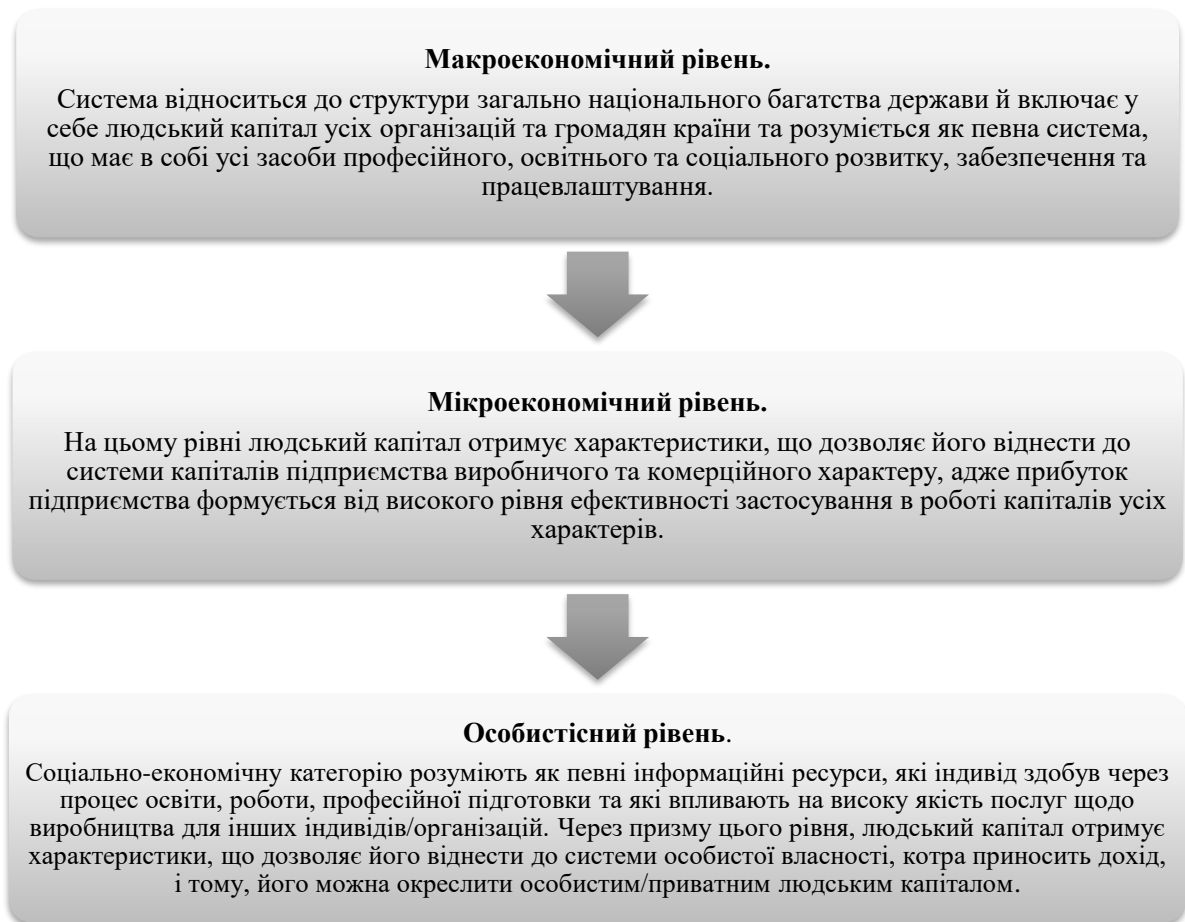 Макроекономічний рівень.
Система відноситься до структури загально національного багатства держави й включає у
себе людський капітал усіх організацій та громадян країни та розуміється як певна система,
що має в собі усі засоби професійного, освітнього та соціального розвитку, забезпечення та
працевлаштування.
Мікроекономічний рівень.
На цьому рівні людський капітал отримує характеристики, що дозволяє його віднести до
системи капіталів підприємства виробничого та комерційного характеру, адже прибуток
підприємства формується від високого рівня ефективності застосування в роботі капіталів усіх
характерів.
Особистісний рівень.
Соціально-економічну категорію розуміють як певні інформаційні ресурси, які індивід здобув через
процес освіти, роботи, професійної підготовки та які впливають на високу якість послуг щодо
виробництва для інших індивідів/організацій. Через призму цього рівня, людський капітал отримує
характеристики, що дозволяє його віднести до системи особистої власності, котра приносить дохід,
і тому, його можна окреслити особистим/приватним людським капіталом.